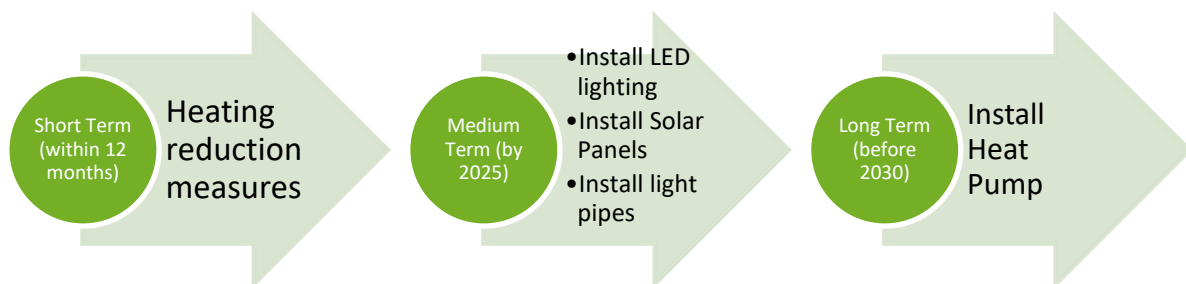 Short Term
(within 12
months)
Heating
reduction
measures
Medium
Term (by
2025)
•Install LED
lighting
•Install Solar
Panels
•Install light
pipes
Long Term
(before
2030)
Install
Heat
Pump